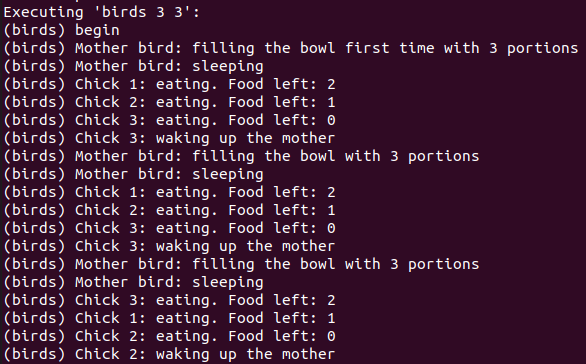 Executing 'birds 3 3':
(birds) begin
(birds) Mother bird: filling the bowl first time with 3 portions
(birds) Mother bird: sleeping
(birds) Chick 1: eating. Food left: 2
(birds) Chick 2: eating. Food left: 1
(birds) Chick 3: eating. Food left: 0
(birds) Chick 3: waking up the mother
(birds) Mother bird: filling the bowl with 3 portions
(birds) Mother bird: sleeping
(birds) Chick 1: eating. Food left: 2
(birds) Chick 2: eating. Food left: 1
(birds) Chick 3: eating. Food left: 0
(birds) Chick 3: waking up the mother
(birds) Mother bird: filling the bowl with 3 portions
(birds) Mother bird: sleeping
(birds) Chick 3: eating. Food left: 2
(birds) Chick 1: eating. Food left: 1
(birds) Chick 2: eating. Food left: 0
(birds) Chick 2: waking up the mother